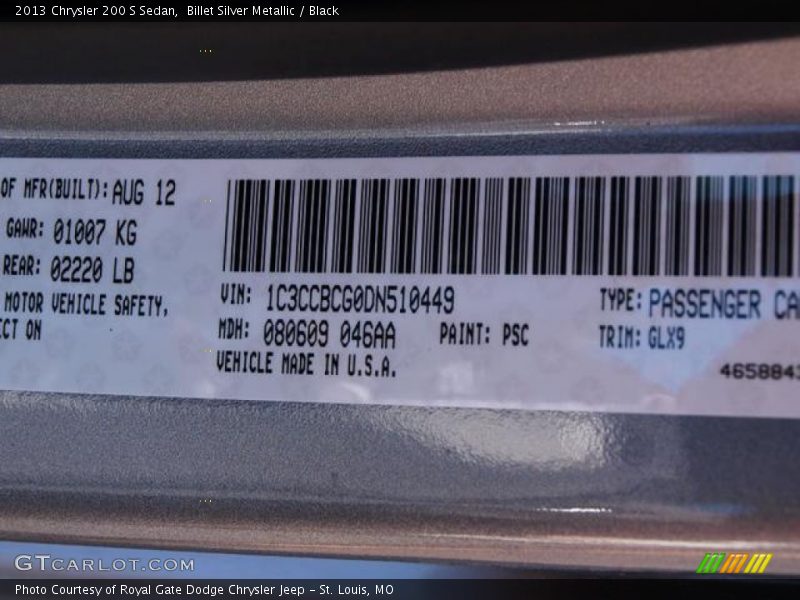 2013 Chrysler 200 S Sedan, Billet Silver Metallic / Black
OF MFR(BUILT): AUG 12
GAWR: 01007 KG
REAR: 02220 LB
MOTOR VEHICLE SAFETY,
ECT ON
VIN: 1C3CCBCG0DN510449
TYPE: PASSENGER CA
MDH: 080609 046AA PAINT: PSC
TRIM: GLX9
VEHICLE MADE IN U.S.A.
465884
GTCARLOT.COM
Photo Courtesy of Royal Gate Dodge Chrysler Jeep - St. Louis, MO